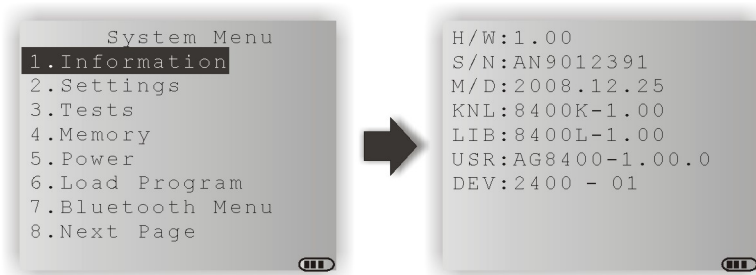 System Menu
1.Information
2.Settings
3.Tests
4.Memory
5.Power
6.Load Program
7.Bluetooth Menu
8.Next Page
H/W:1.00
S/N:AN9012391
M/D:2008.12.25
KNL:8400K-1.00
LIB:8400L-1.00
USR:AG8400-1.00.0
DEV:2400 - 01